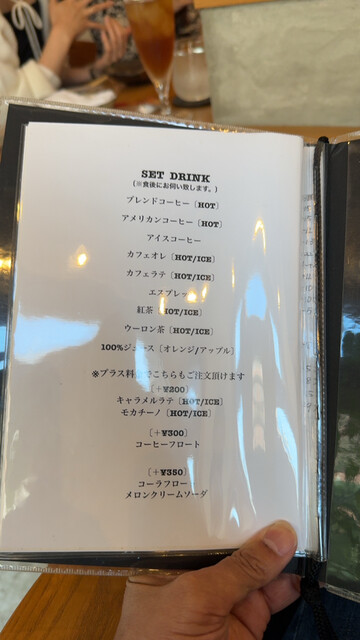 SET DRINK
(※食後にお伺い致します。)
ブレンドコーヒー〔HOT〕
アメリカンコーヒー〔HOT〕
アイスコーヒー
カフェオレ〔HOT/ICE〕
カフェラテ〔HOT/ICE〕
エスプレッ
紅茶〔HOT/ICE〕
ウーロン茶〔HOT/ICE〕
100%ジュース〔オレンジ/アップル〕
※プラス料金でこちらもご注文頂けます
〔+¥200〕
キャラメルラテ〔HOT/ICE〕
モカチーノ〔HOT/ICE〕
〔+¥300〕
コーヒーフロート
〔+¥350〕
コーラフロー
メロンクリームソーダ